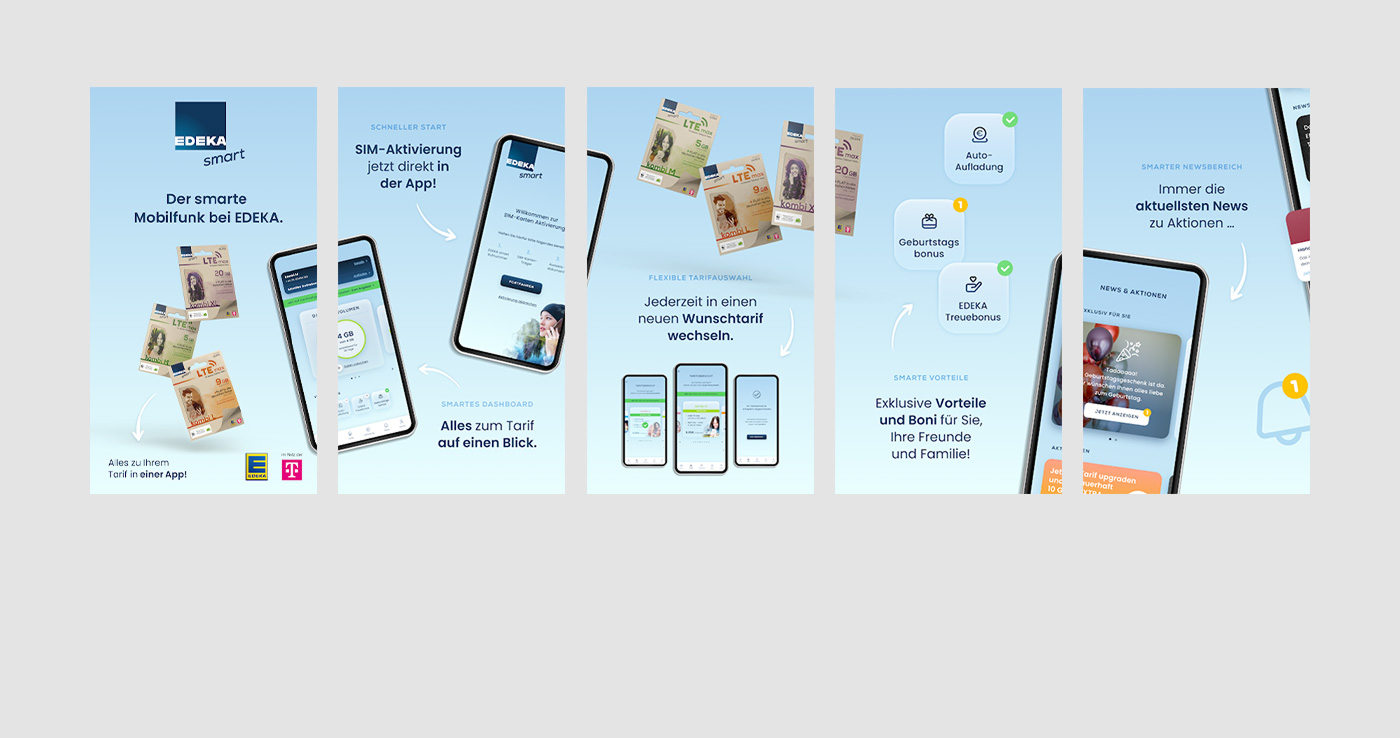 EDEKA
smart
Der smarte
Mobilfunk bei EDEKA.
LTE max
20 GB
kombi XL
LTE
5 GB
kombi M
LTE max
9 GB
kombi L
Alles zu Ihrem
Tarif in einer App!
EDEKA
Im Netz der
T
4 GB
SCHNELLER START
SIM-Aktivierung
jetzt direkt in
der App!
EDEKA
smart
Willkommen zur
SIM-Karten Aktivierung
FORTFAHREN
SMARTES DASHBOARD
Alles zum Tarif
auf einen Blick.
LTE max
5 GB
kombi M
LTE max
9 GB
kombi L
kombi X
max
20 GB
FLEXIBLE TARIFAUSWAHL
Jederzeit in einen
neuen Wunschtarif
wechseln.
Auto-
Aufladung
1
Geburtstags
bonus
EDEKA
Treuebonus
SMARTE VORTEILE
Exklusive Vorteile
und Boni für Sie,
Ihre Freunde
und Familie!
SMARTER NEWSBEREICH
Immer die
aktuellsten News
zu Aktionen ...
NEWS & AKTIONEN
EXKLUSIV FÜR SIE
Geburtstagsgeschenk ist da.
wünschen Ihnen alles liebe
zum Geburtstag.
JETZT ANZEIGEN
1
Tarif upgraden
1